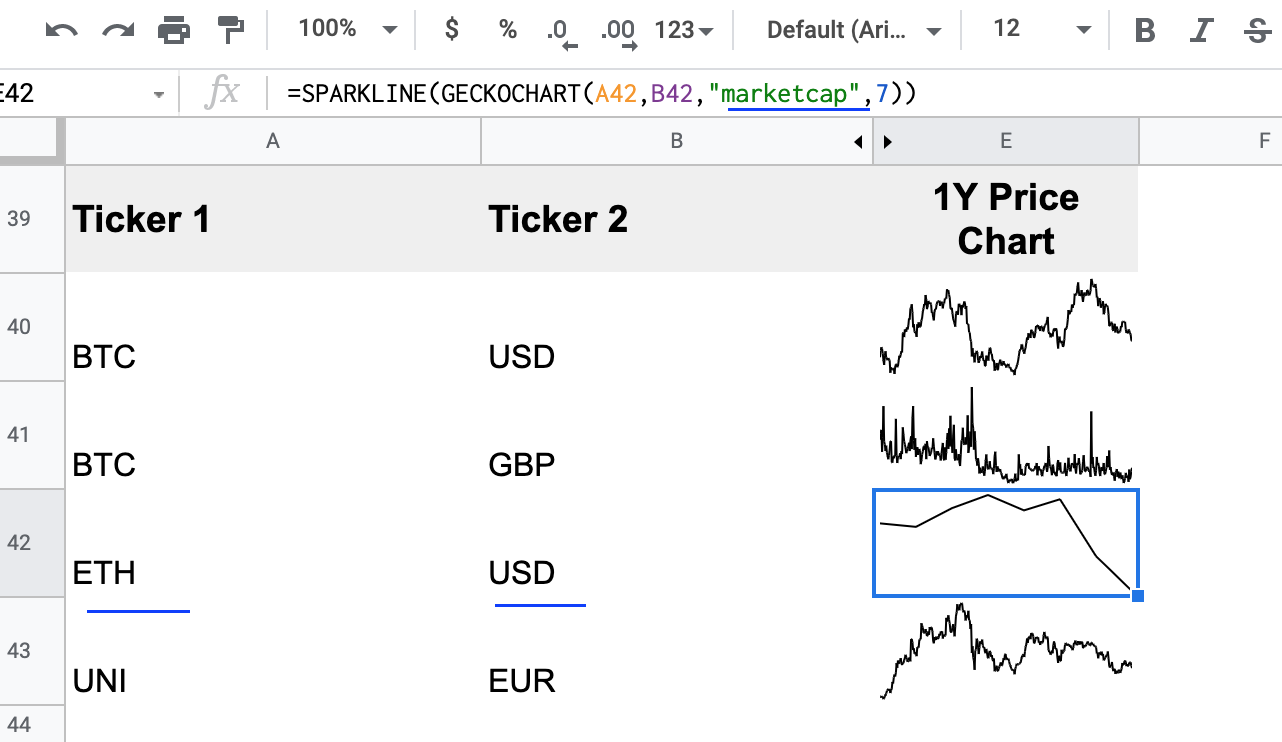 100% $ % .0 .00 123 Default (Ari... 12 B I S
E42 fx =SPARKLINE(GECKOCHART(A42,B42,"marketcap",7))
A B E F
39 Ticker 1 Ticker 2 1Y Price
Chart
40 BTC USD
41 BTC GBP
42 ETH USD
43 UNI EUR
44